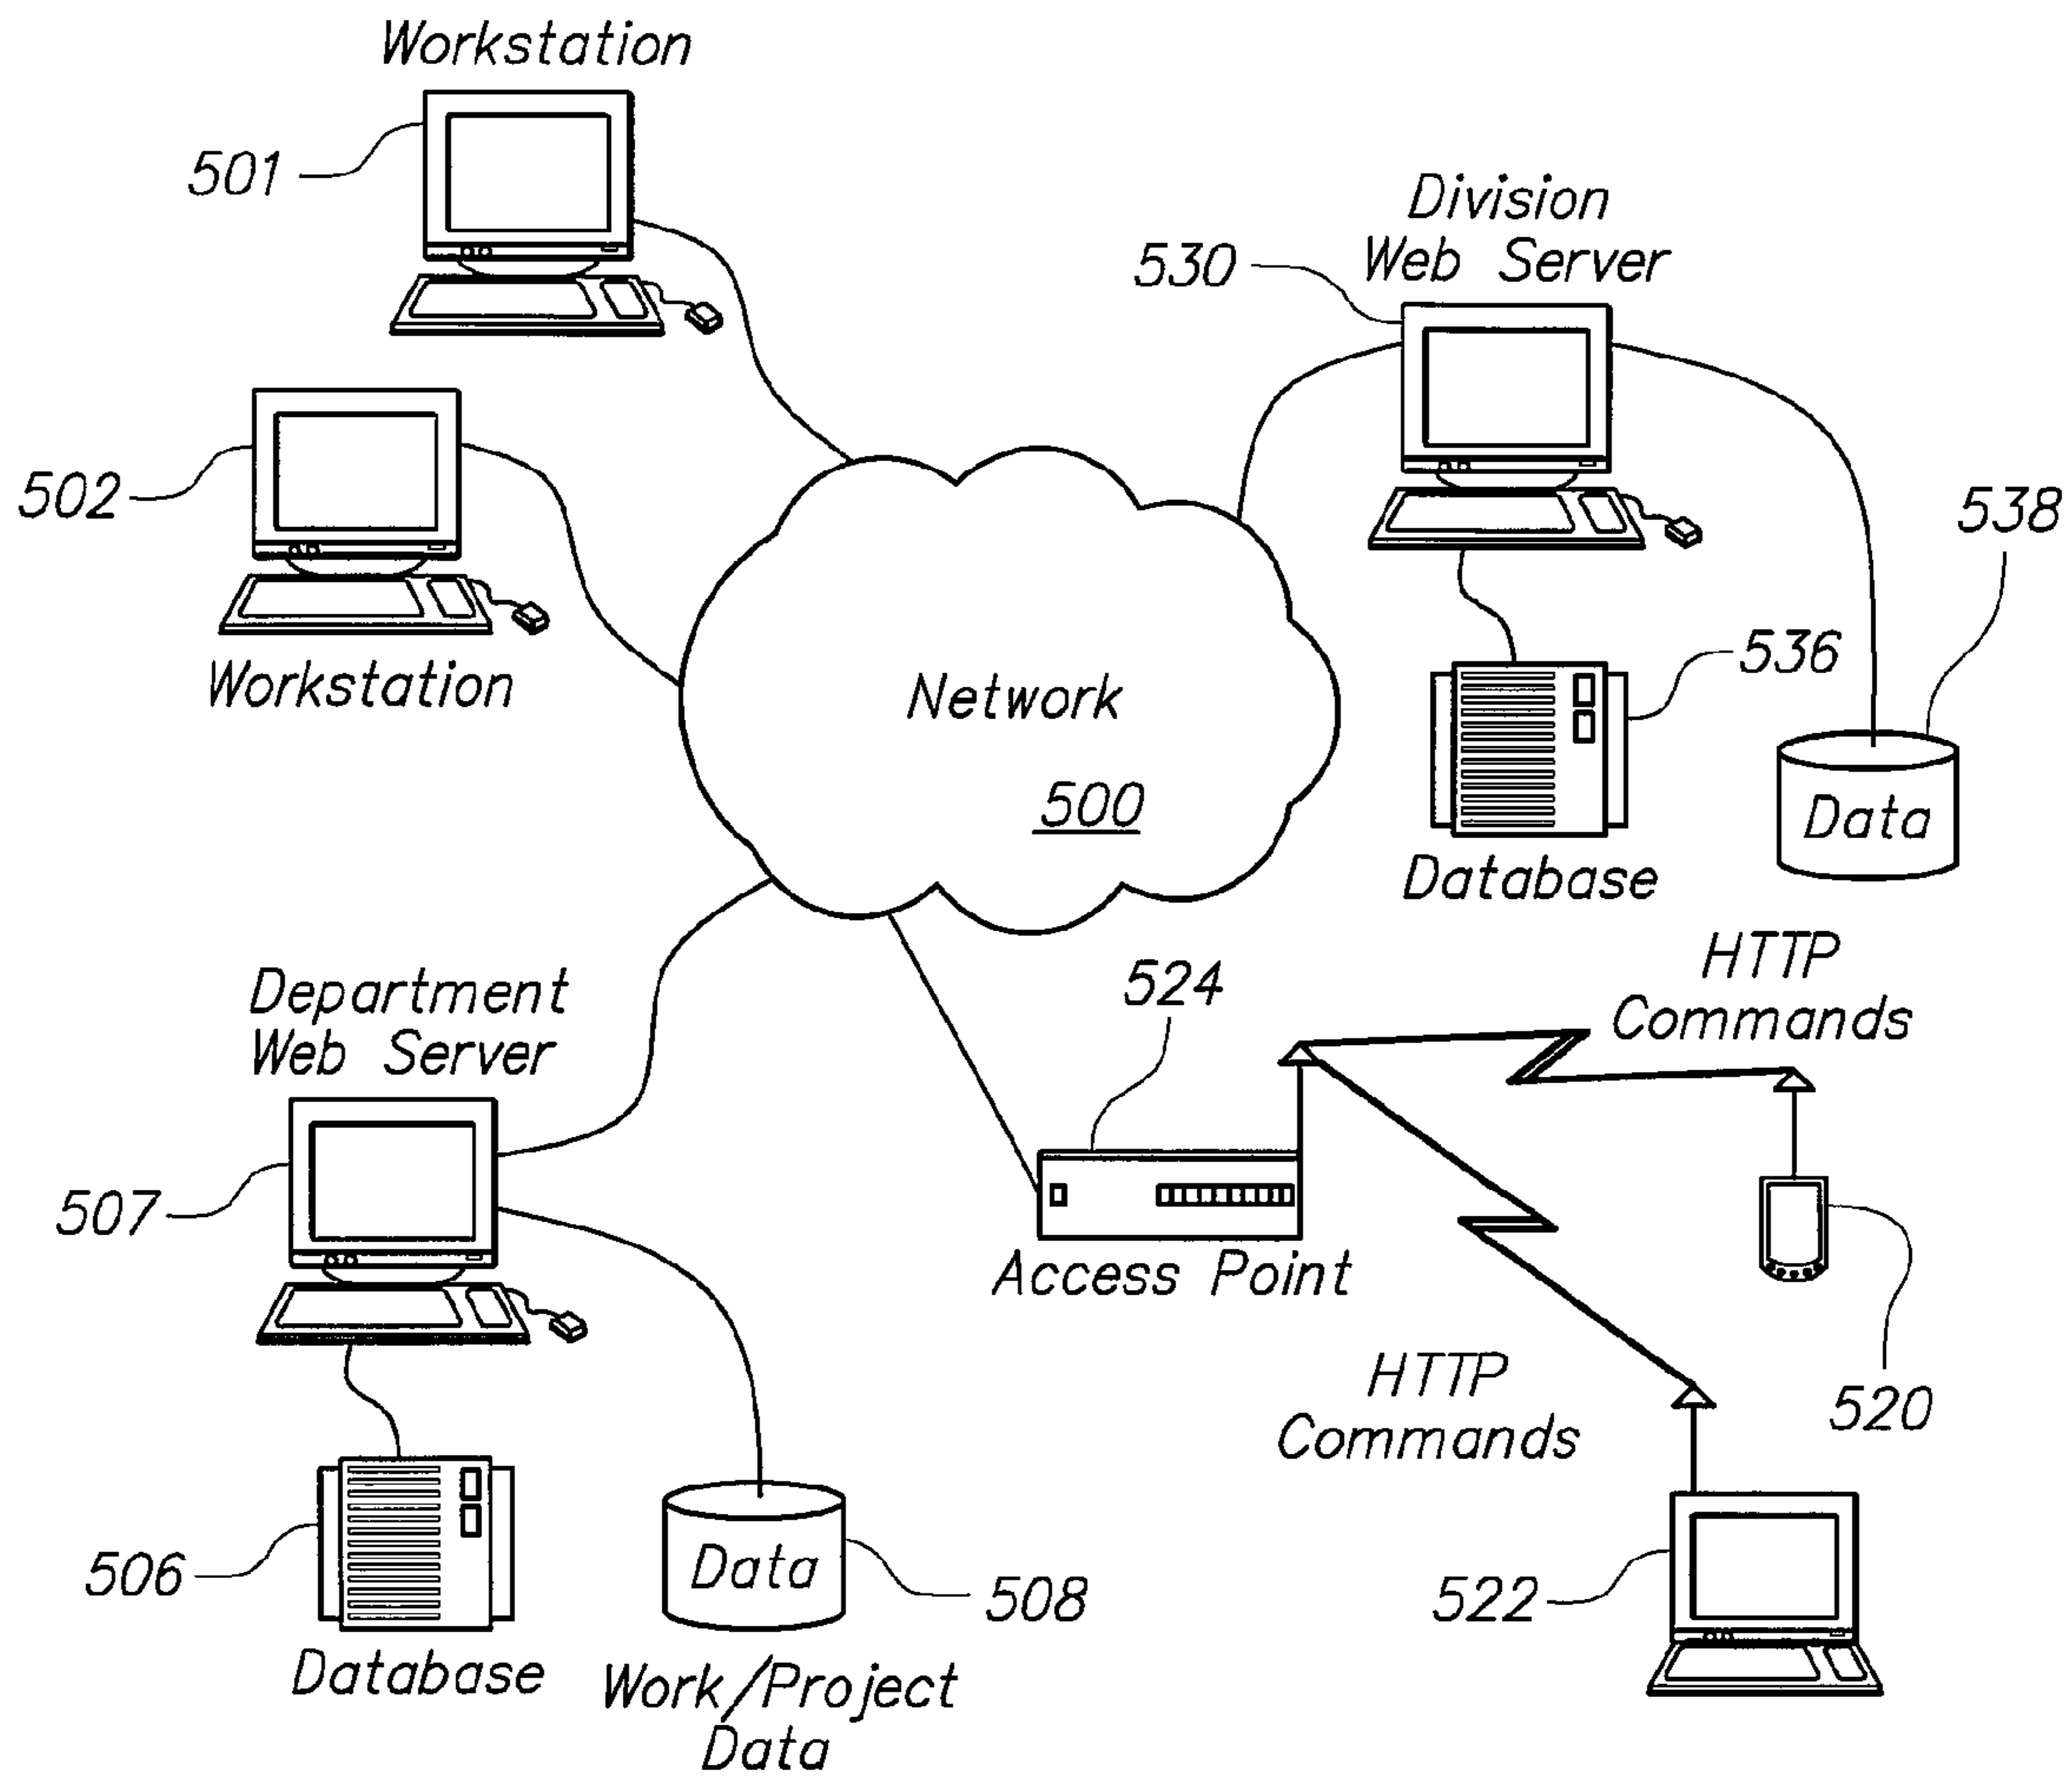 Workstation
501
Division
Web Server
530
502
538
Workstation
536
Network
500
Data
Database
HTTP
Commands
524
Department
Web Server
507
Access Point
HTTP
Commands
520
506
Data
508
522
Database
Work/Project
Data